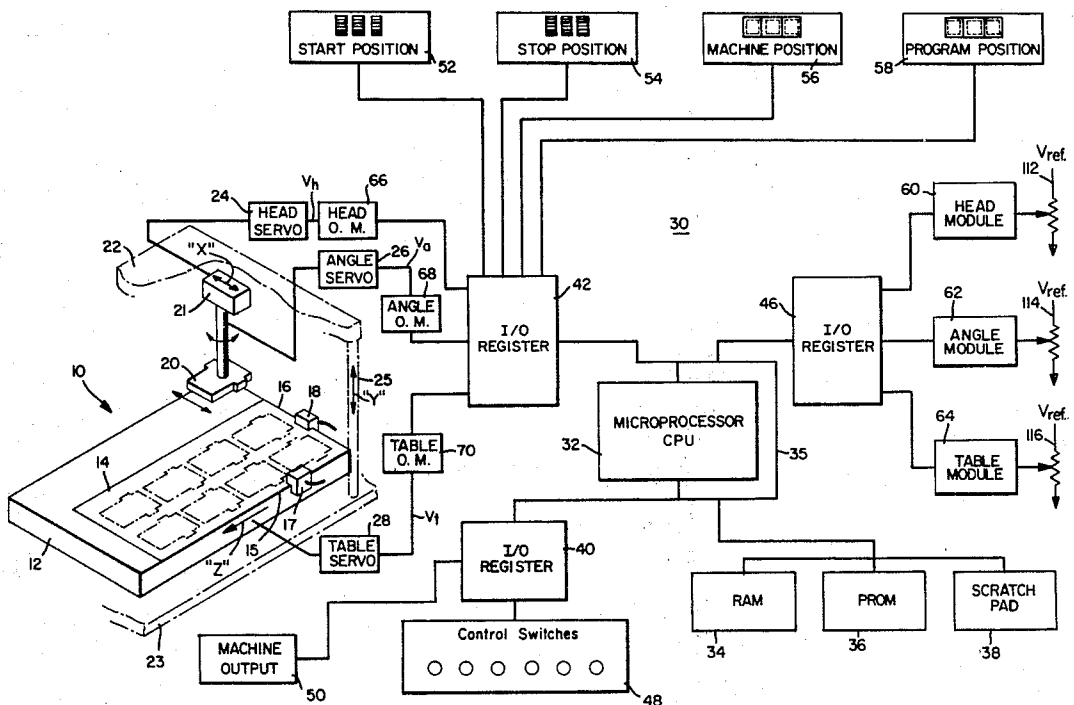 START POSITION
52
STOP POSITION
54
MACHINE POSITION
56
PROGRAM POSITION
58
24
HEAD
SERVO
Vh
66
HEAD
O. M.
22
"X"
21
ANGLE
SERVO
26
Va
68
ANGLE
O. M.
42
I/O
REGISTER
30
46
I/O
REGISTER
60
HEAD
MODULE
Vref.
112
62
ANGLE
MODULE
Vref.
114
64
TABLE
MODULE
Vref.
116
10
20
16
18
25
"Y"
14
12
"Z"
15
17
TABLE
O. M.
70
Vt
28
TABLE
SERVO
23
MICROPROCESSOR
CPU
32
35
I/O
REGISTER
40
MACHINE
OUTPUT
50
Control Switches
48
RAM
34
PROM
36
SCRATCH
PAD
38